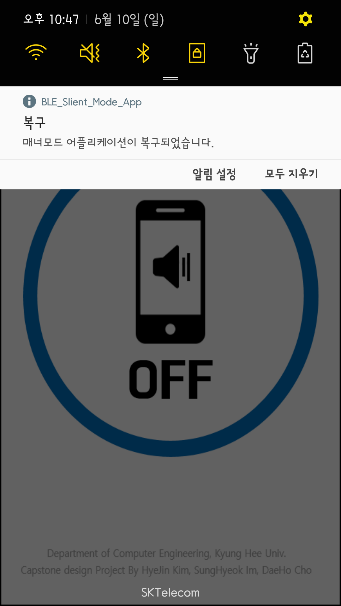 오후 10:47 | 6월 10일 (일)
BLE_Slient_Mode_App
복구
매너모드 어플리케이션이 복구되었습니다.
알림 설정 모두 지우기
OFF
Department of Computer Engineering, Kyung Hee Univ.
Capstone design Project By HyeJin Kim, SungHyeok Im, DaeHo Cho
SKTelecom